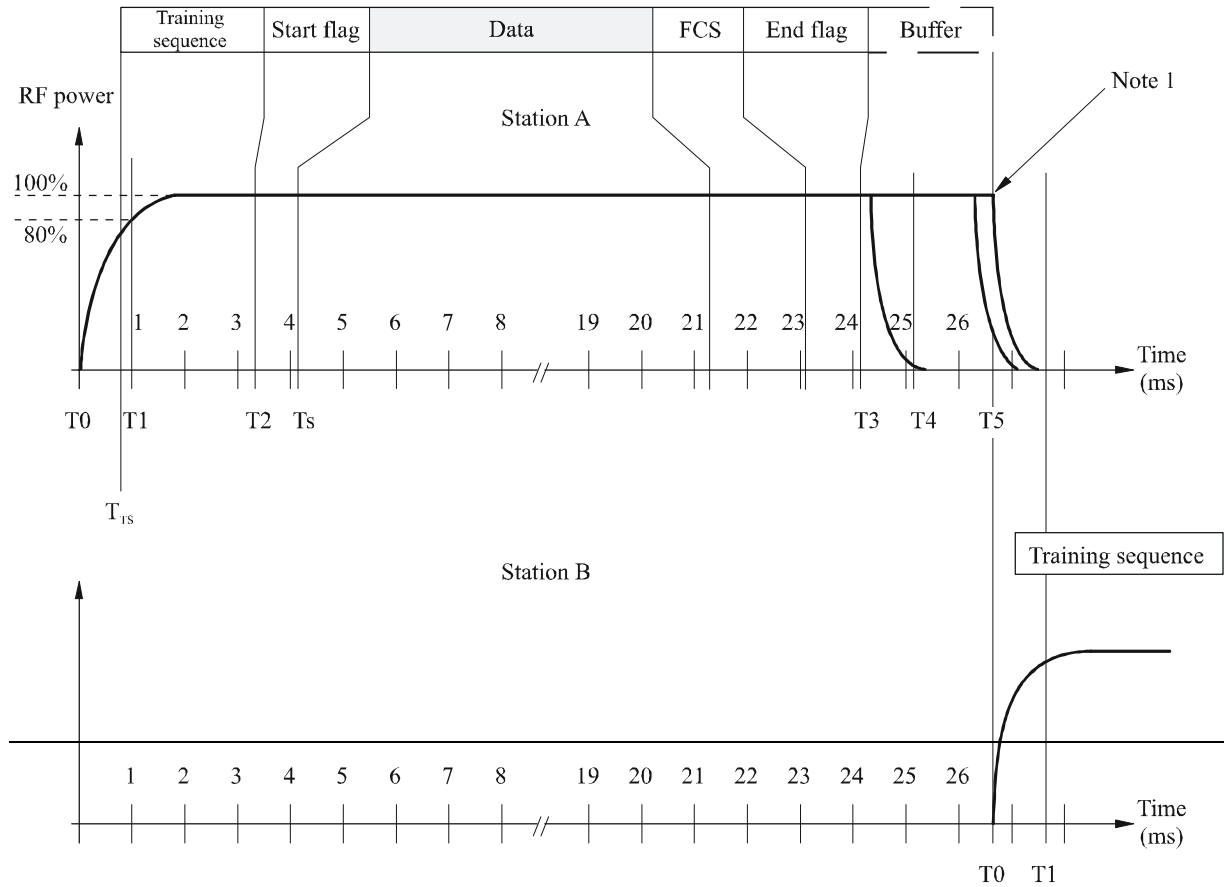 Training sequence Start flag Data FCS End flag Buffer
RF power
Station A
Note 1
100%
80%
1 2 3 4 5 6 7 8 19 20 21 22 23 24 25 26
Time (ms)
T0 T1 T2 Ts T3 T4 T5
T_TS
Training sequence
Station B
1 2 3 4 5 6 7 8 19 20 21 22 23 24 25 26
Time (ms)
T0 T1